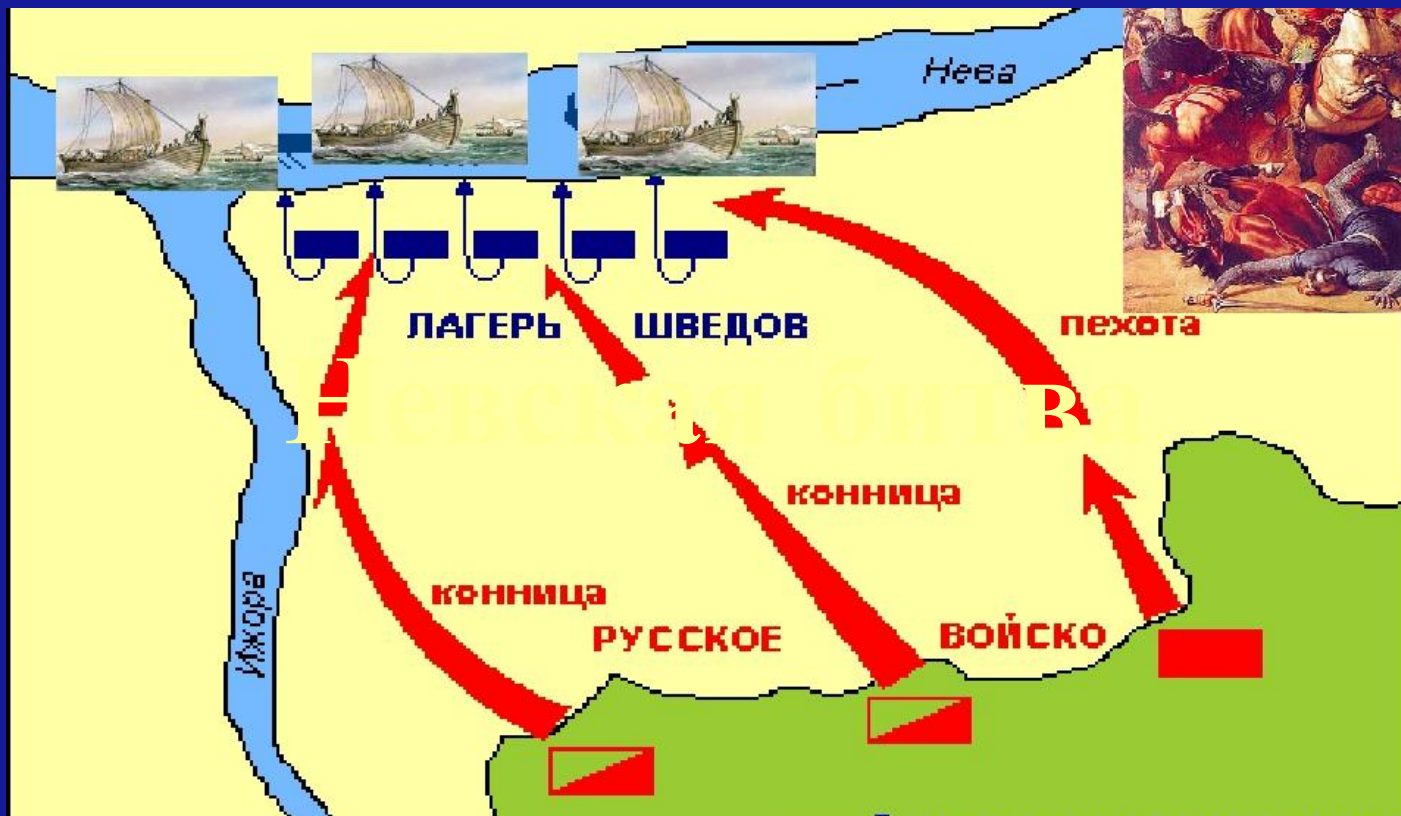 Нева
ЛАГЕРЬ ШВЕДОВ
пехота
Невская битва
конница
конница
Ижора
РУССКОЕ ВОЙСКО